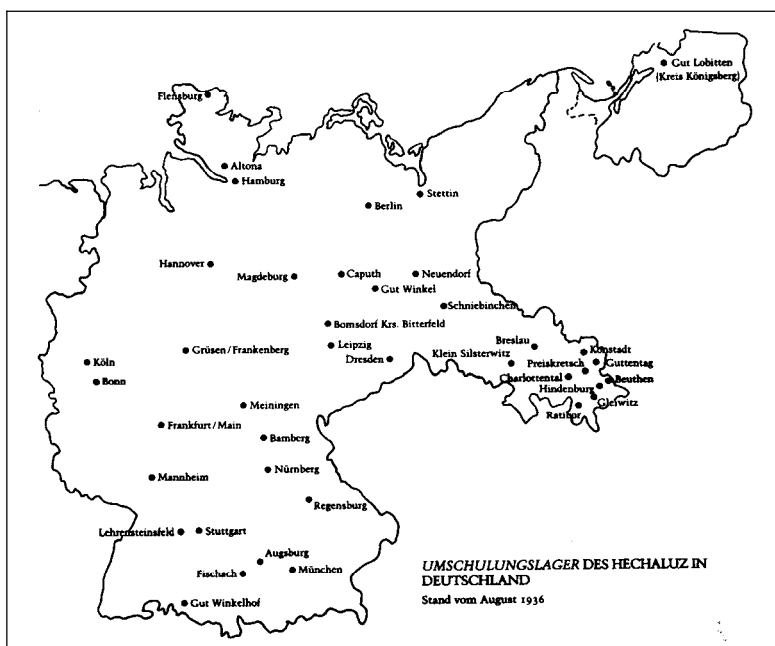 Gut Lobitten
(Kreis Königsberg)
Flensburg
Altona
Hamburg
Stettin
Berlin
Hannover
Magdeburg
Caputh
Neuendorf
Gut Winkel
Schniebinchen
Bomsdorf Krs. Bitterfeld
Breslau
Leipzig
Grüsen/Frankenberg
Konstadt
Dresden
Klein Silsterwitz
Köln
Preiskretsch
Guttentag
Bonn
Charlottental
Beuthen
Hindenburg
Gleiwitz
Meiningen
Ratibor
Frankfurt/Main
Bamberg
Mannheim
Nürnberg
Regensburg
Lehrensteinsfeld
Stuttgart
Augsburg
Fischach
München
Gut Winkelhof
UMSCHULUNGSLAGER DES HECHALUZ IN
DEUTSCHLAND
Stand vom August 1936